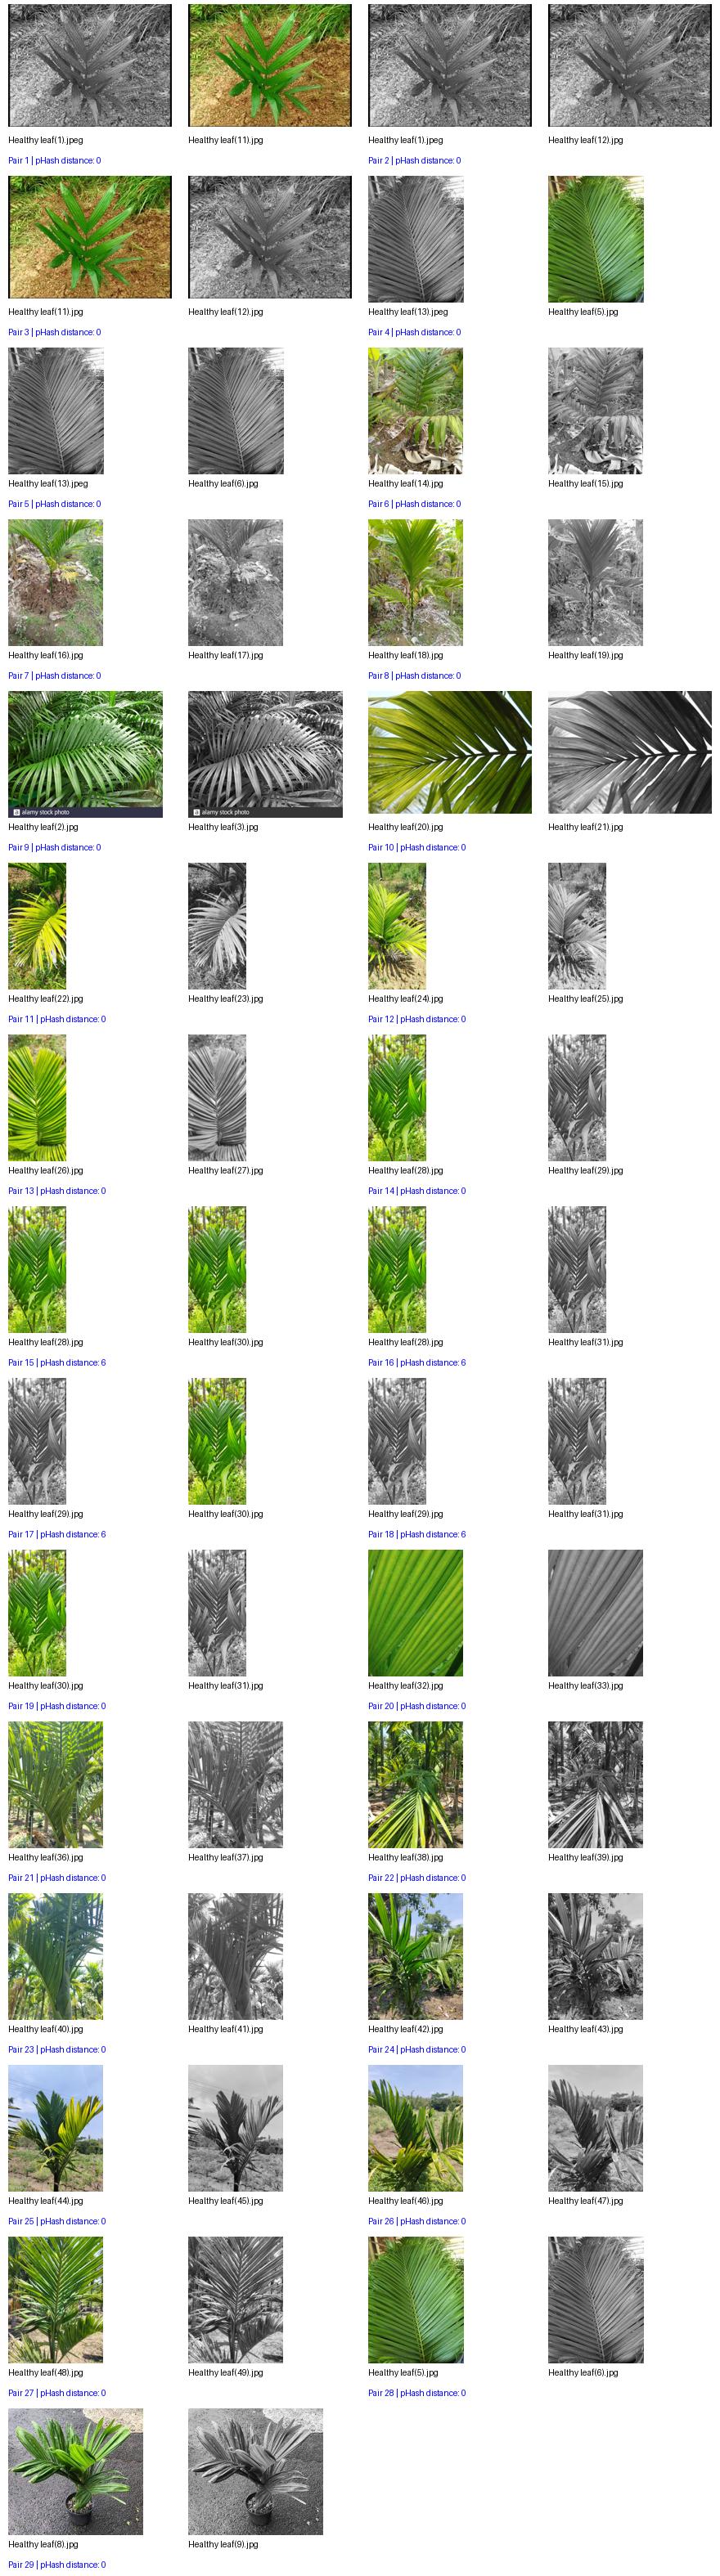 Healthy leaf(1).jpeg Healthy leaf(11).jpg Healthy leaf(1).jpeg Healthy leaf(12).jpg
Pair 1 | pHash distance: 0 Pair 2 | pHash distance: 0
Healthy leaf(11).jpg Healthy leaf(12).jpg Healthy leaf(13).jpeg Healthy leaf(5).jpg
Pair 3 | pHash distance: 0 Pair 4 | pHash distance: 0
Healthy leaf(13).jpeg Healthy leaf(6).jpg Healthy leaf(14).jpg Healthy leaf(15).jpg
Pair 5 | pHash distance: 0 Pair 6 | pHash distance: 0
Healthy leaf(16).jpg Healthy leaf(17).jpg Healthy leaf(18).jpg Healthy leaf(19).jpg
Pair 7 | pHash distance: 0 Pair 8 | pHash distance: 0
a alamy stock photo a alamy stock photo
Healthy leaf(2).jpg Healthy leaf(3).jpg Healthy leaf(20).jpg Healthy leaf(21).jpg
Pair 9 | pHash distance: 0 Pair 10 | pHash distance: 0
Healthy leaf(22).jpg Healthy leaf(23).jpg Healthy leaf(24).jpg Healthy leaf(25).jpg
Pair 11 | pHash distance: 0 Pair 12 | pHash distance: 0
Healthy leaf(26).jpg Healthy leaf(27).jpg Healthy leaf(28).jpg Healthy leaf(29).jpg
Pair 13 | pHash distance: 0 Pair 14 | pHash distance: 0
Healthy leaf(28).jpg Healthy leaf(30).jpg Healthy leaf(28).jpg Healthy leaf(31).jpg
Pair 15 | pHash distance: 6 Pair 16 | pHash distance: 6
Healthy leaf(29).jpg Healthy leaf(30).jpg Healthy leaf(29).jpg Healthy leaf(31).jpg
Pair 17 | pHash distance: 6 Pair 18 | pHash distance: 6
Healthy leaf(30).jpg Healthy leaf(31).jpg Healthy leaf(32).jpg Healthy leaf(33).jpg
Pair 19 | pHash distance: 0 Pair 20 | pHash distance: 0
Healthy leaf(36).jpg Healthy leaf(37).jpg Healthy leaf(38).jpg Healthy leaf(39).jpg
Pair 21 | pHash distance: 0 Pair 22 | pHash distance: 0
Healthy leaf(40).jpg Healthy leaf(41).jpg Healthy leaf(42).jpg Healthy leaf(43).jpg
Pair 23 | pHash distance: 0 Pair 24 | pHash distance: 0
Healthy leaf(44).jpg Healthy leaf(45).jpg Healthy leaf(46).jpg Healthy leaf(47).jpg
Pair 25 | pHash distance: 0 Pair 26 | pHash distance: 0
Healthy leaf(48).jpg Healthy leaf(49).jpg Healthy leaf(5).jpg Healthy leaf(6).jpg
Pair 27 | pHash distance: 0 Pair 28 | pHash distance: 0
Healthy leaf(8).jpg Healthy leaf(9).jpg
Pair 29 | pHash distance: 0